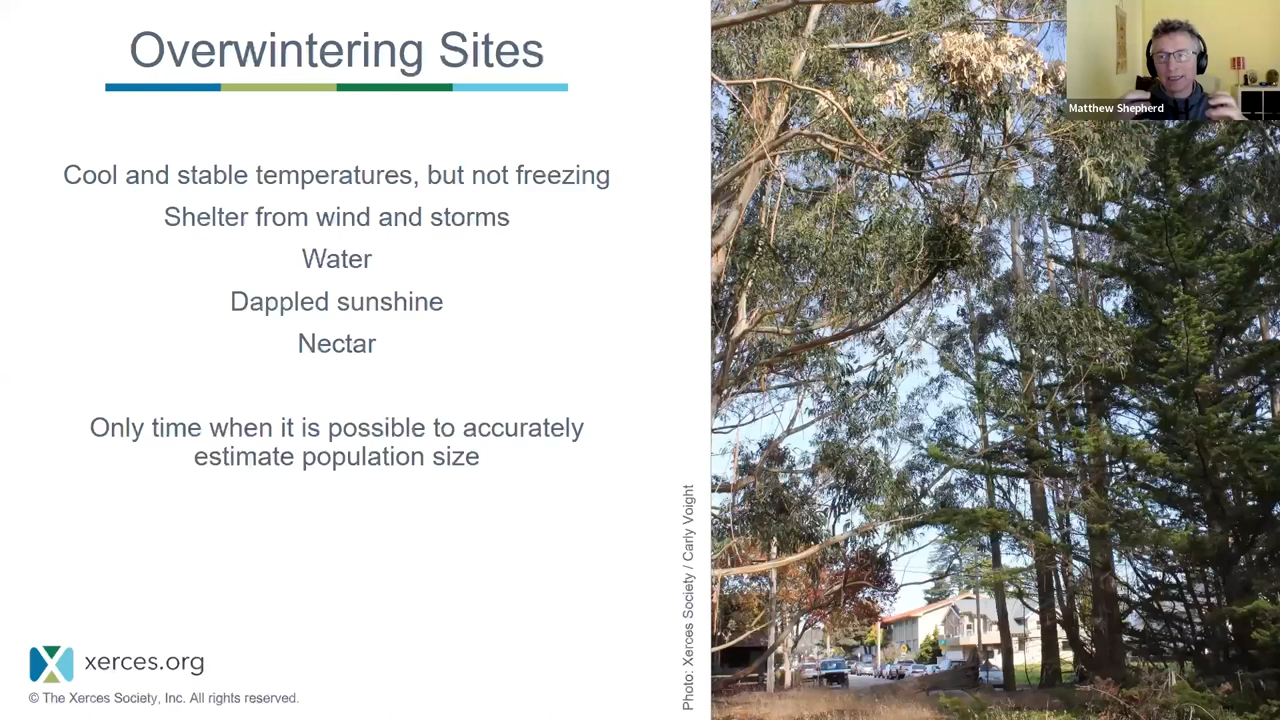 Overwintering Sites
Cool and stable temperatures, but not freezing
Shelter from wind and storms
Water
Dappled sunshine
Nectar
Only time when it is possible to accurately
estimate population size
xerces.org
© The Xerces Society, Inc. All rights reserved.
Photo: Xerces Society / Carly Voight
Matthew Shepherd